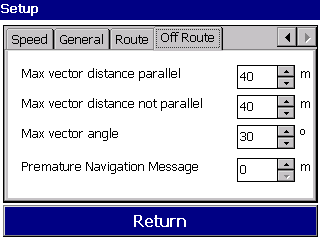 Setup
Speed General Route Off Route
Max vector distance parallel 40 m
Max vector distance not parallel 40 m
Max vector angle 30 °
Premature Navigation Message 0 m
Return